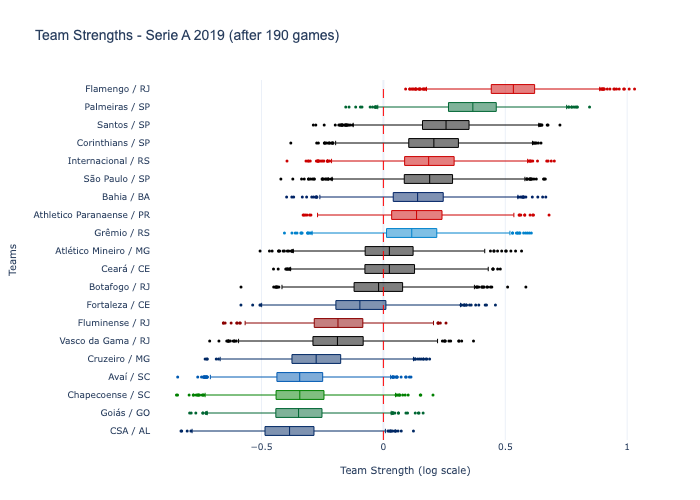 Team Strengths - Serie A 2019 (after 190 games)
Flamengo / RJ
Palmeiras / SP
Santos / SP
Corinthians / SP
Internacional / RS
São Paulo / SP
Bahia / BA
Athletico Paranaense / PR
Grêmio / RS
Atlético Mineiro / MG
Ceará / CE
Botafogo / RJ
Fortaleza / CE
Fluminense / RJ
Vasco da Gama / RJ
Cruzeiro / MG
Avaí / SC
Chapecoense / SC
Goiás / GO
CSA / AL
Teams
−0.5 0 0.5 1
Team Strength (log scale)